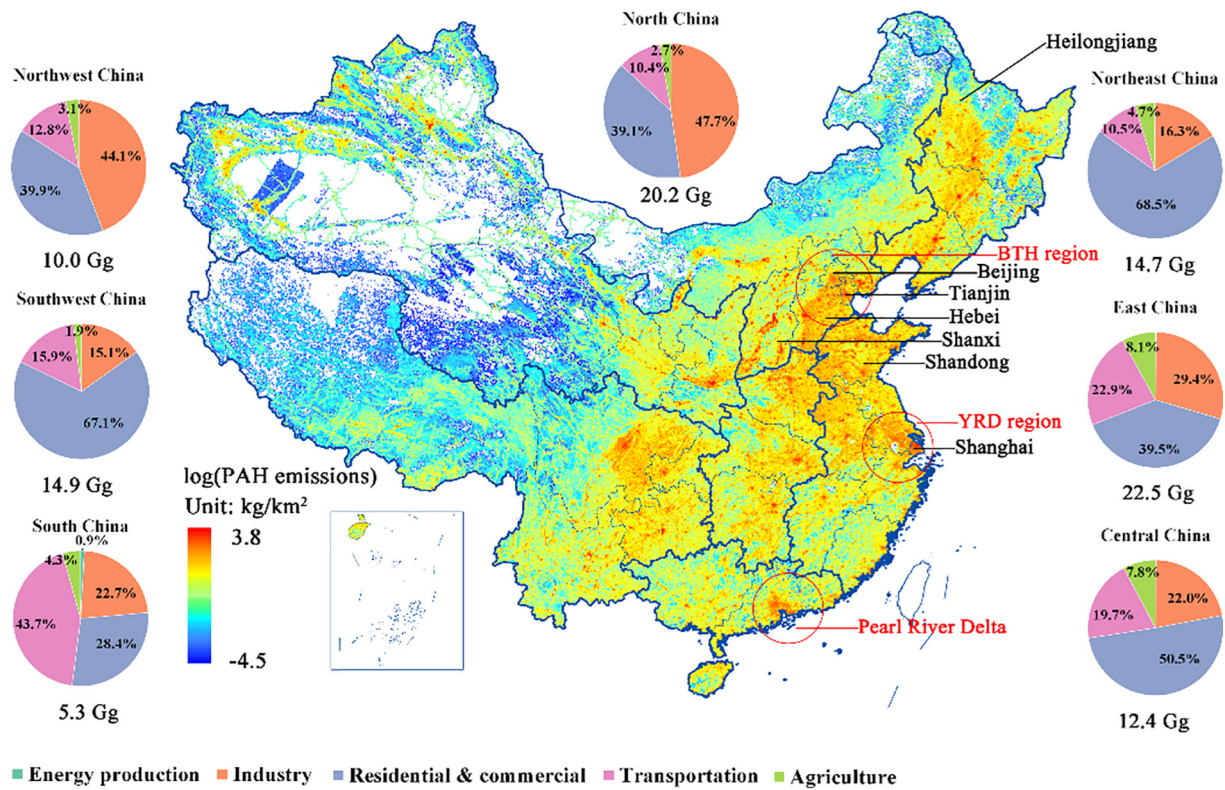 North China
2.7%
10.4%
47.7%
39.1%
20.2 Gg
Heilongjiang
Northwest China
3.1%
12.8%
44.1%
39.9%
10.0 Gg
Northeast China
4.7%
10.5%
16.3%
68.5%
14.7 Gg
BTH region
Beijing
Tianjin
Hebei
Shanxi
Shandong
Southwest China
1.9%
15.9%
15.1%
67.1%
14.9 Gg
East China
8.1%
29.4%
22.9%
39.5%
22.5 Gg
YRD region
Shanghai
log(PAH emissions)
Unit: kg/km²
3.8
-4.5
South China
0.9%
4.3%
22.7%
43.7%
28.4%
5.3 Gg
Pearl River Delta
Central China
7.8%
19.7%
22.0%
50.5%
12.4 Gg
Energy production Industry Residential & commercial Transportation Agriculture